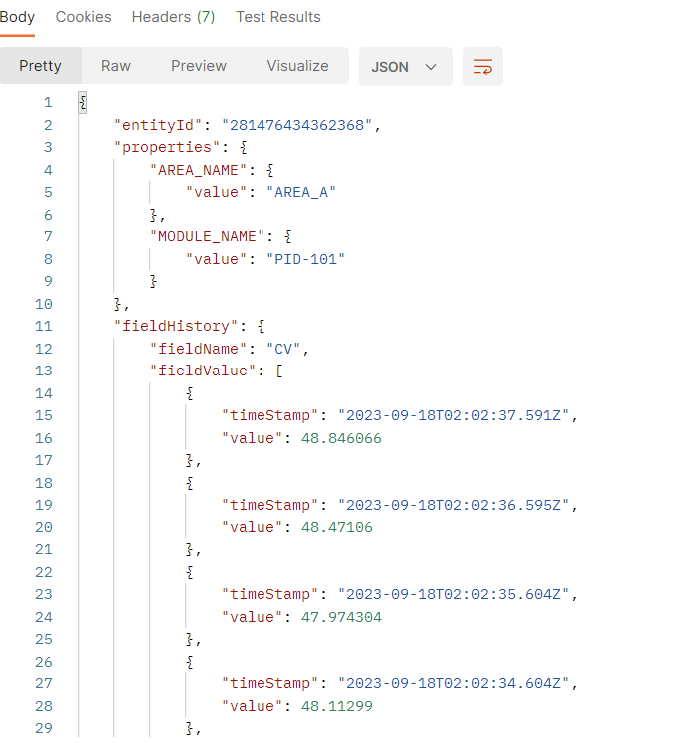 Body Cookies Headers (7) Test Results
Pretty Raw Preview Visualize JSON
1 {
2 "entityId": "281476434362368",
3 "properties": {
4 "AREA_NAME": {
5 "value": "AREA_A"
6 },
7 "MODULE_NAME": {
8 "value": "PID-101"
9 }
10 },
11 "fieldHistory": {
12 "fieldName": "CV",
13 "fieldValue": [
14 {
15 "timeStamp": "2023-09-18T02:02:37.591Z",
16 "value": 48.846066
17 },
18 {
19 "timeStamp": "2023-09-18T02:02:36.595Z",
20 "value": 48.47106
21 },
22 {
23 "timeStamp": "2023-09-18T02:02:35.604Z",
24 "value": 47.974304
25 },
26 {
27 "timeStamp": "2023-09-18T02:02:34.604Z",
28 "value": 48.11299
29 },